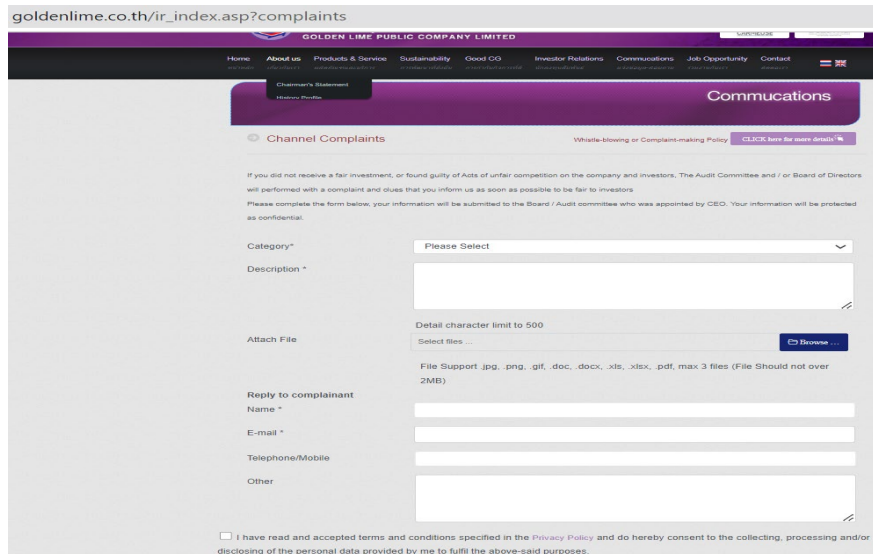 goldenlime.co.th/ir_index.asp?complaints
GOLDEN LIME PUBLIC COMPANY LIMITED
Home About us Products & Service Sustainability Good CG Investor Relations Commucations Job Opportunity Contact
Chairman's Statement
History Profile
Commucations
Channel Complaints
Whistle-blowing or Complaint-making Policy CLICK here for more details
If you did not receive a fair investment, or found guilty of Acts of unfair competition on the company and investors, The Audit Committee and / or Board of Directors
will performed with a complaint and clues that you inform us as soon as possible to be fair to investors
Please complete the form below, your information will be submitted to the Board / Audit committee who was appointed by CEO. Your information will be protected
as confidential.
Category* Please Select
Description *
Detail character limit to 500
Attach File Select files ... Browse ...
File Support .jpg, .png, .gif, .doc, .docx, .xls, .xlsx, .pdf, max 3 files (File Should not over
2MB)
Reply to complainant
Name *
E-mail *
Telephone/Mobile
Other
I have read and accepted terms and conditions specified in the Privacy Policy and do hereby consent to the collecting, processing and/or
disclosing of the personal data provided by me to fulfil the above-said purposes.